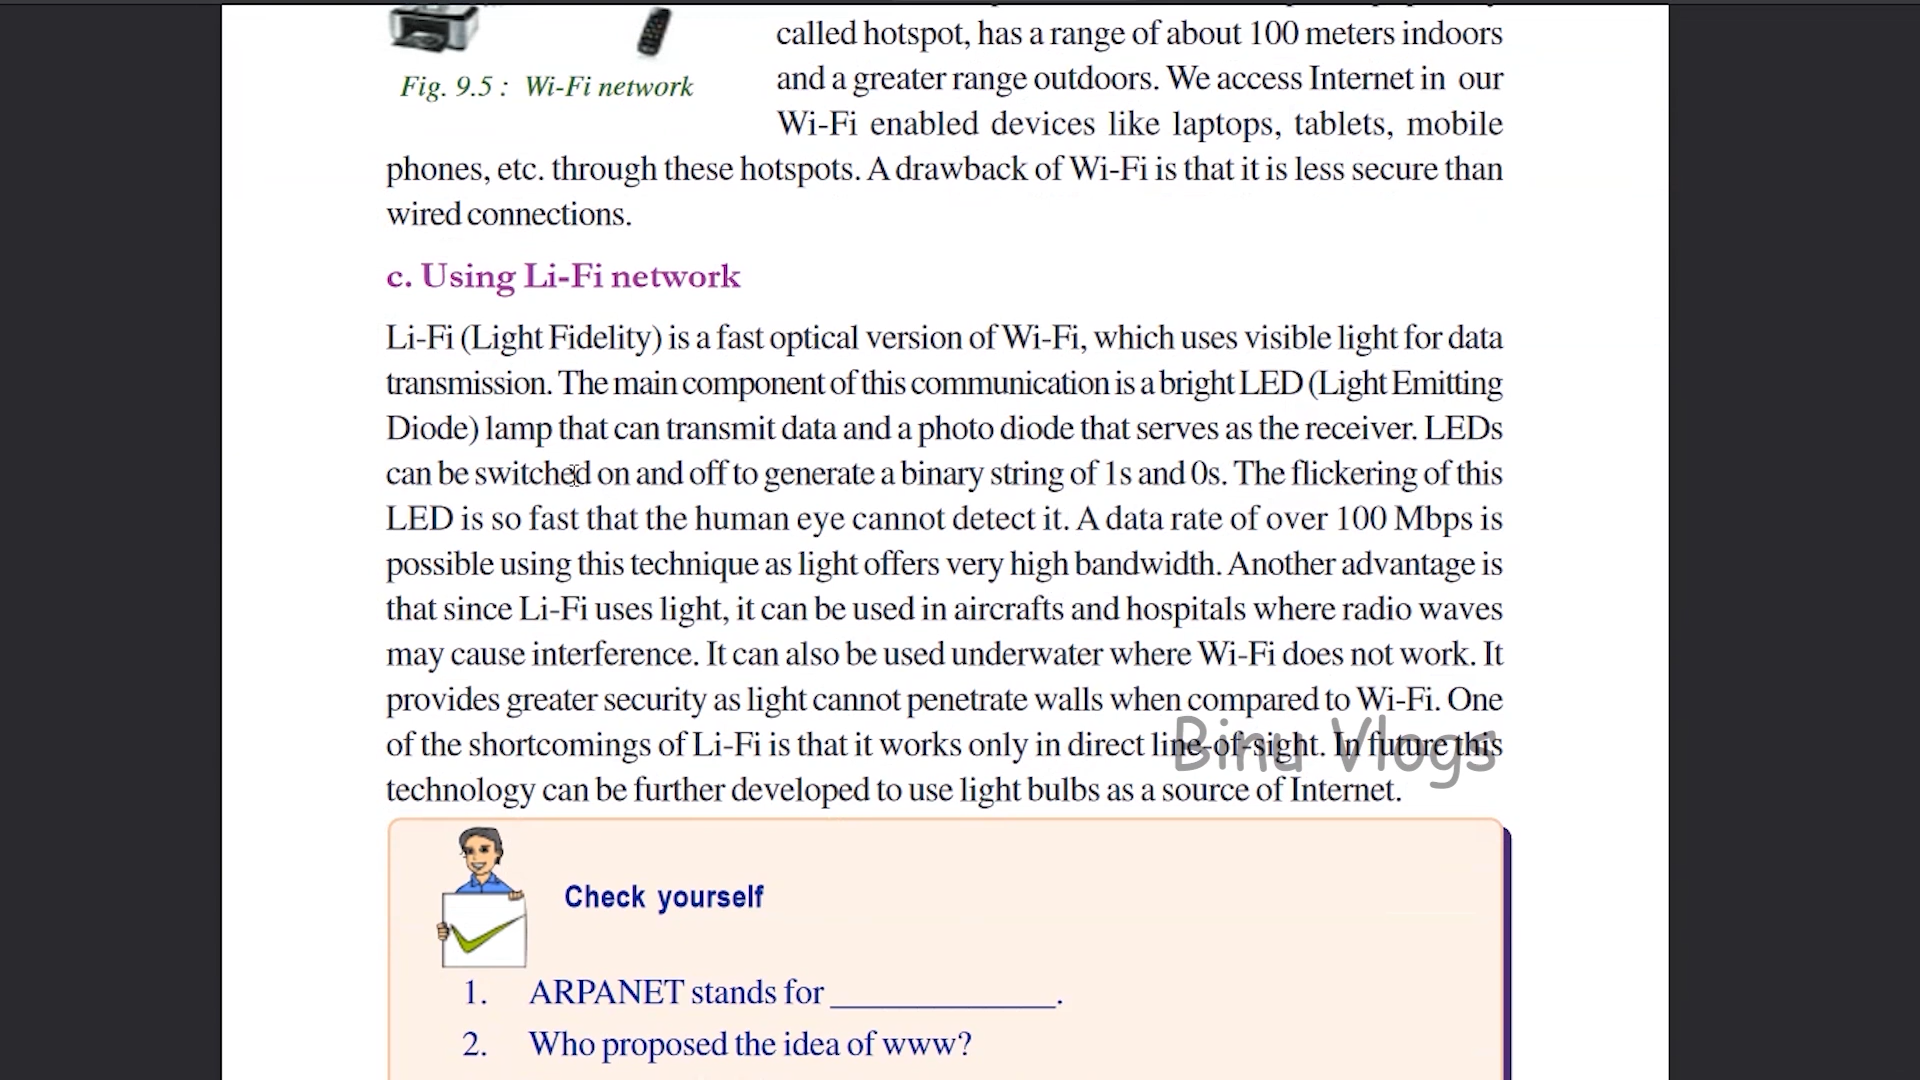 called hotspot, has a range of about 100 meters indoors
Fig. 9.5 : Wi-Fi network
and a greater range outdoors. We access Internet in our
Wi-Fi enabled devices like laptops, tablets, mobile
phones, etc. through these hotspots. A drawback of Wi-Fi is that it is less secure than
wired connections.
c. Using Li-Fi network
Li-Fi (Light Fidelity) is a fast optical version of Wi-Fi, which uses visible light for data
transmission. The main component of this communication is a bright LED (Light Emitting
Diode) lamp that can transmit data and a photo diode that serves as the receiver. LEDs
can be switched on and off to generate a binary string of 1s and 0s. The flickering of this
LED is so fast that the human eye cannot detect it. A data rate of over 100 Mbps is
possible using this technique as light offers very high bandwidth. Another advantage is
that since Li-Fi uses light, it can be used in aircrafts and hospitals where radio waves
may cause interference. It can also be used underwater where Wi-Fi does not work. It
provides greater security as light cannot penetrate walls when compared to Wi-Fi. One
of the shortcomings of Li-Fi is that it works only in direct line-of-sight. In future this
Binu Vlogs
technology can be further developed to use light bulbs as a source of Internet.
Check yourself
1. ARPANET stands for ______________.
2. Who proposed the idea of www?